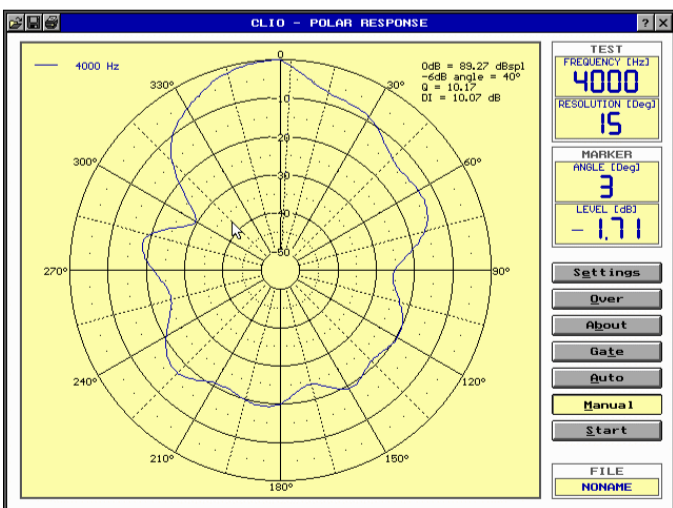 CLIO - POLAR RESPONSE
? X
4000 Hz
0dB = 89.27 dBspl
-6dB angle = 40°
Q = 10.17
DI = 10.07 dB
0
30°
60°
90°
120°
150°
180°
210°
240°
270°
300°
330°
-10
-20
-30
-40
-50
TEST
FREQUENCY [Hz]
4000
RESOLUTION [Deg]
15
MARKER
ANGLE [Deg]
3
LEVEL [dB]
-1.71
Settings
Over
About
Gate
Auto
Manual
Start
FILE
NONAME